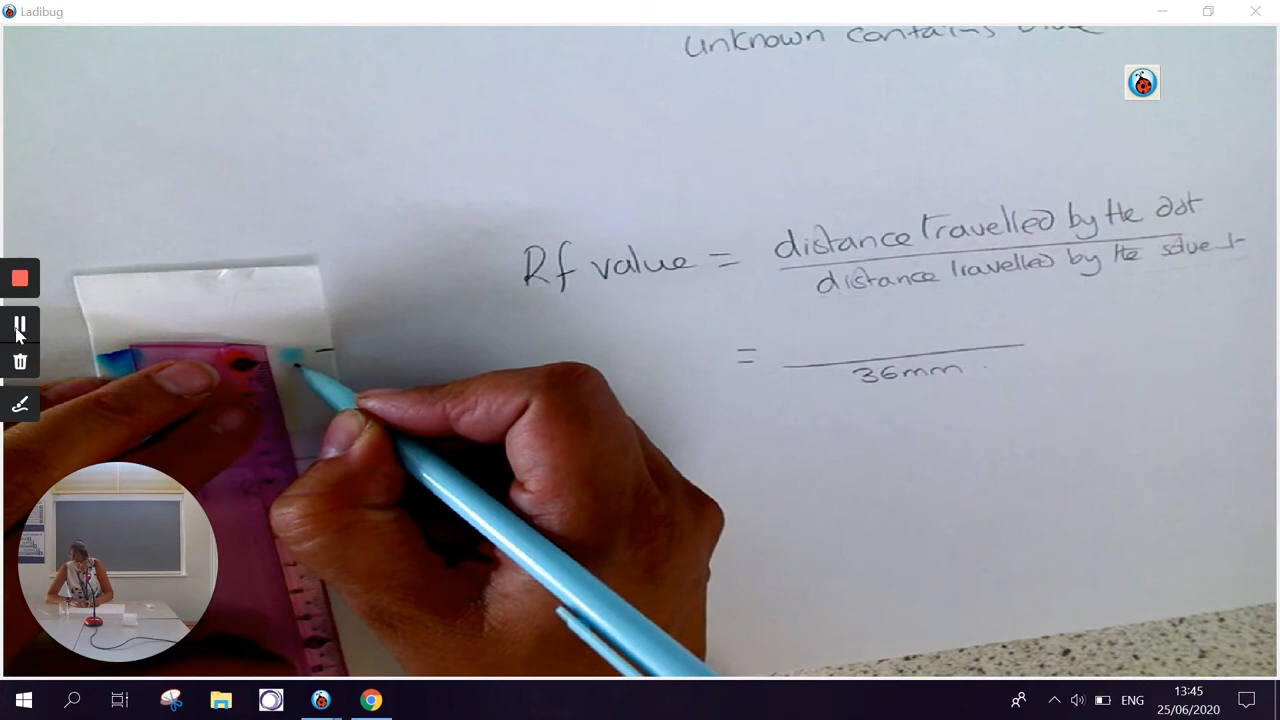 Ladibug
unknown contains
Rf value = distance travelled by the dot
distance travelled by the solvent
=
36mm
ENG
13:45
25/06/2020